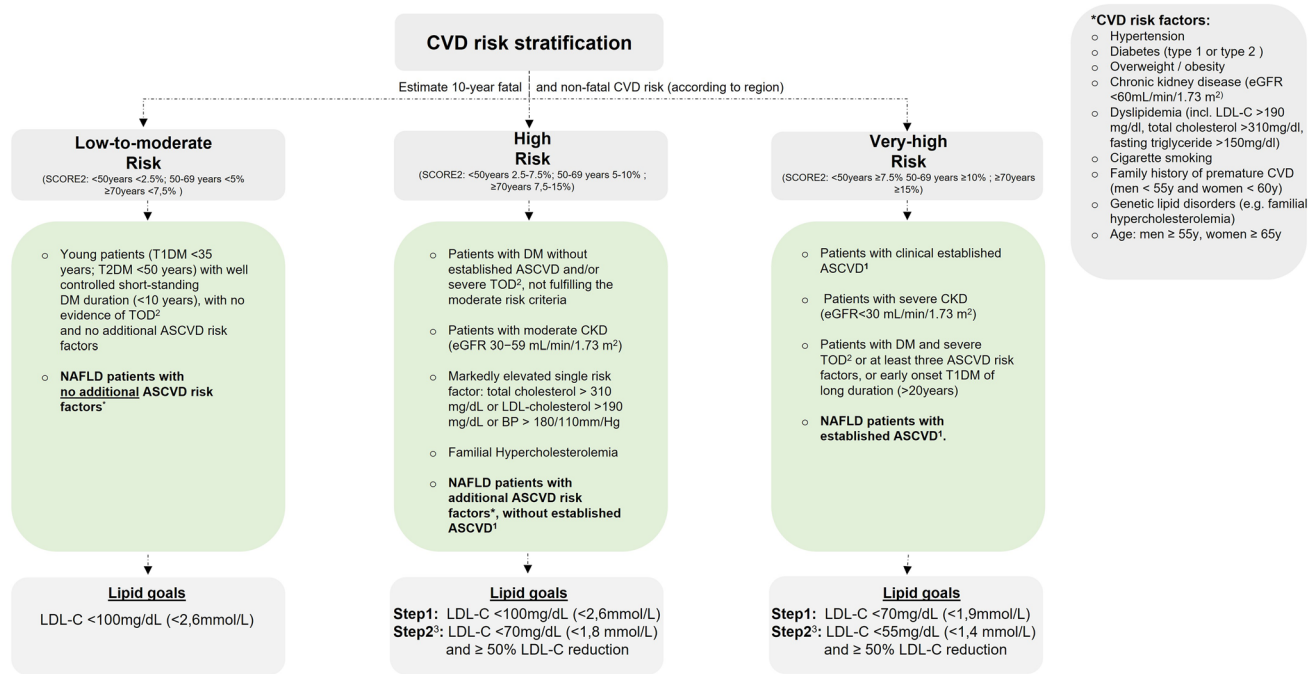 CVD risk stratification
Estimate 10-year fatal and non-fatal CVD risk (according to region)
Low-to-moderate
Risk
(SCORE2: <50years <2.5%; 50-69 years <5%
≥70years <7,5% )
○ Young patients (T1DM <35
years; T2DM <50 years) with well
controlled short-standing
DM duration (<10 years), with no
evidence of TOD²
and no additional ASCVD risk
factors
○ NAFLD patients with
no additional ASCVD risk
factors*
Lipid goals
LDL-C <100mg/dL (<2,6mmol/L)
High
Risk
(SCORE2: <50years 2.5-7.5%; 50-69 years 5-10% ;
≥70years 7,5-15%)
○ Patients with DM without
established ASCVD and/or
severe TOD², not fulfilling the
moderate risk criteria
○ Patients with moderate CKD
(eGFR 30−59 mL/min/1.73 m²)
○ Markedly elevated single risk
factor: total cholesterol > 310
mg/dL or LDL-cholesterol >190
mg/dL or BP > 180/110mm/Hg
○ Familial Hypercholesterolemia
○ NAFLD patients with
additional ASCVD risk
factors*, without established
ASCVD¹
Lipid goals
Step1: LDL-C <100mg/dL (<2,6mmol/L)
Step2³: LDL-C <70mg/dL (<1,8 mmol/L)
and ≥ 50% LDL-C reduction
Very-high
Risk
(SCORE2: <50years ≥7.5% 50-69 years ≥10% ; ≥70years
≥15%)
○ Patients with clinical established
ASCVD¹
○ Patients with severe CKD
(eGFR<30 mL/min/1.73 m²)
○ Patients with DM and severe
TOD² or at least three ASCVD risk
factors, or early onset T1DM of
long duration (>20years)
○ NAFLD patients with
established ASCVD¹.
Lipid goals
Step1: LDL-C <70mg/dL (<1,9mmol/L)
Step2³: LDL-C <55mg/dL (<1,4 mmol/L)
and ≥ 50% LDL-C reduction
*CVD risk factors:
○ Hypertension
○ Diabetes (type 1 or type 2 )
○ Overweight / obesity
○ Chronic kidney disease (eGFR
<60mL/min/1.73 m²)
○ Dyslipidemia (incl. LDL-C >190
mg/dl, total cholesterol >310mg/dl,
fasting triglyceride >150mg/dl)
○ Cigarette smoking
○ Family history of premature CVD
(men < 55y and women < 60y)
○ Genetic lipid disorders (e.g. familial
hypercholesterolemia)
○ Age: men ≥ 55y, women ≥ 65y